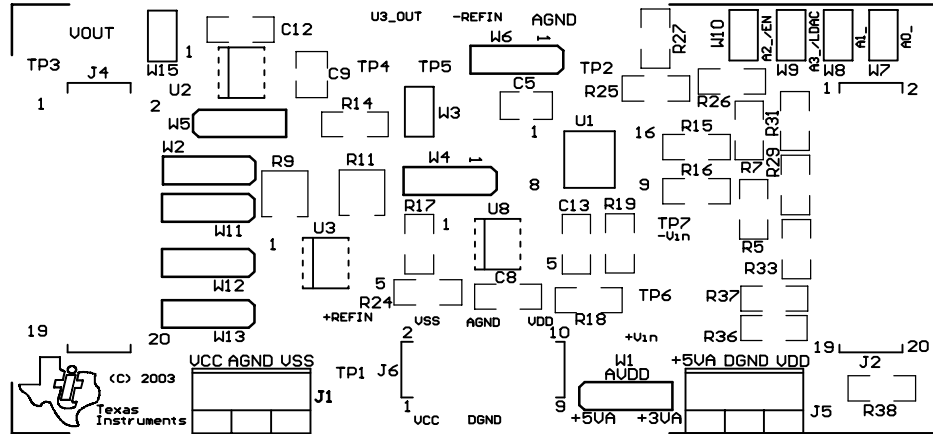 VOUT
W15
1
C12
U3_OUT
-REFIN
AGND
R27
W10
A2_/EN
W9
A3_/LDAC
W8
A1_
W7
A0_
TP3
J4
U2
C9
TP4
TP5
W6
1
C5
TP2
R25
R26
1
2
1
2
W5
R14
W3
1
U1
16
R15
R7
R31
R29
W2
R9
R11
W4
1
8
9
R16
W11
1
U3
R17
1
U8
C13
R19
TP7
-Vin
R5
W12
5
R24
C8
5
R18
TP6
R33
R37
W13
+REFIN
VSS
AGND
VDD
+Vin
R36
19
20
2
10
19
20
VCC AGND VSS
TP1
J6
W1
AVDD
+5VA DGND VDD
J2
(C) 2003
Texas
Instruments
J1
1
VCC
DGND
9
+5VA
+3VA
J5
R38